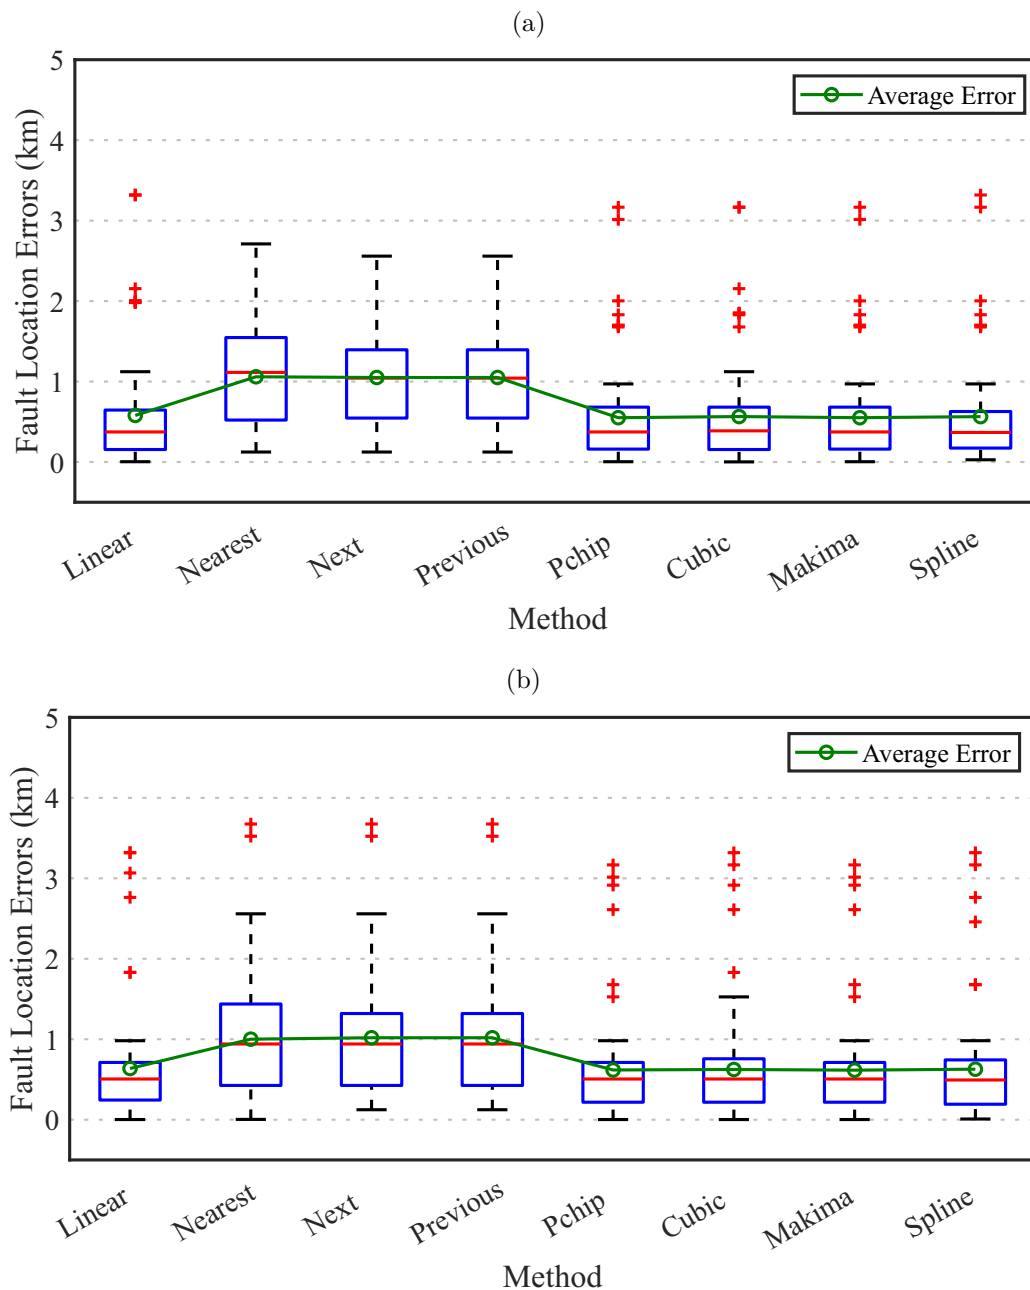 (a)
Fault Location Errors (km)
5
4
3
2
1
0
Average Error
Linear
Nearest
Next
Previous
Pchip
Cubic
Makima
Spline
Method
(b)
Fault Location Errors (km)
5
4
3
2
1
0
Average Error
Linear
Nearest
Next
Previous
Pchip
Cubic
Makima
Spline
Method